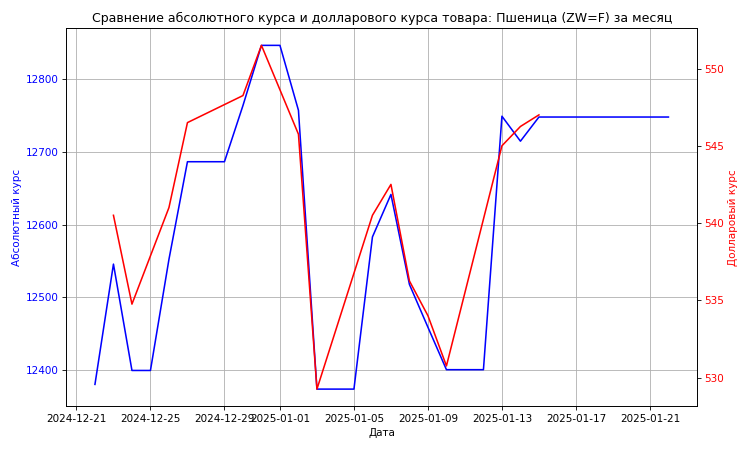 Сравнение абсолютного курса и долларового курса товара: Пшеница (ZW=F) за месяц
Абсолютный курс
12800
12700
12600
12500
12400
550
545
540
535
530
Долларовый курс
2024-12-21 2024-12-25 2024-12-29 2025-01-01 2025-01-05 2025-01-09 2025-01-13 2025-01-17 2025-01-21
Дата